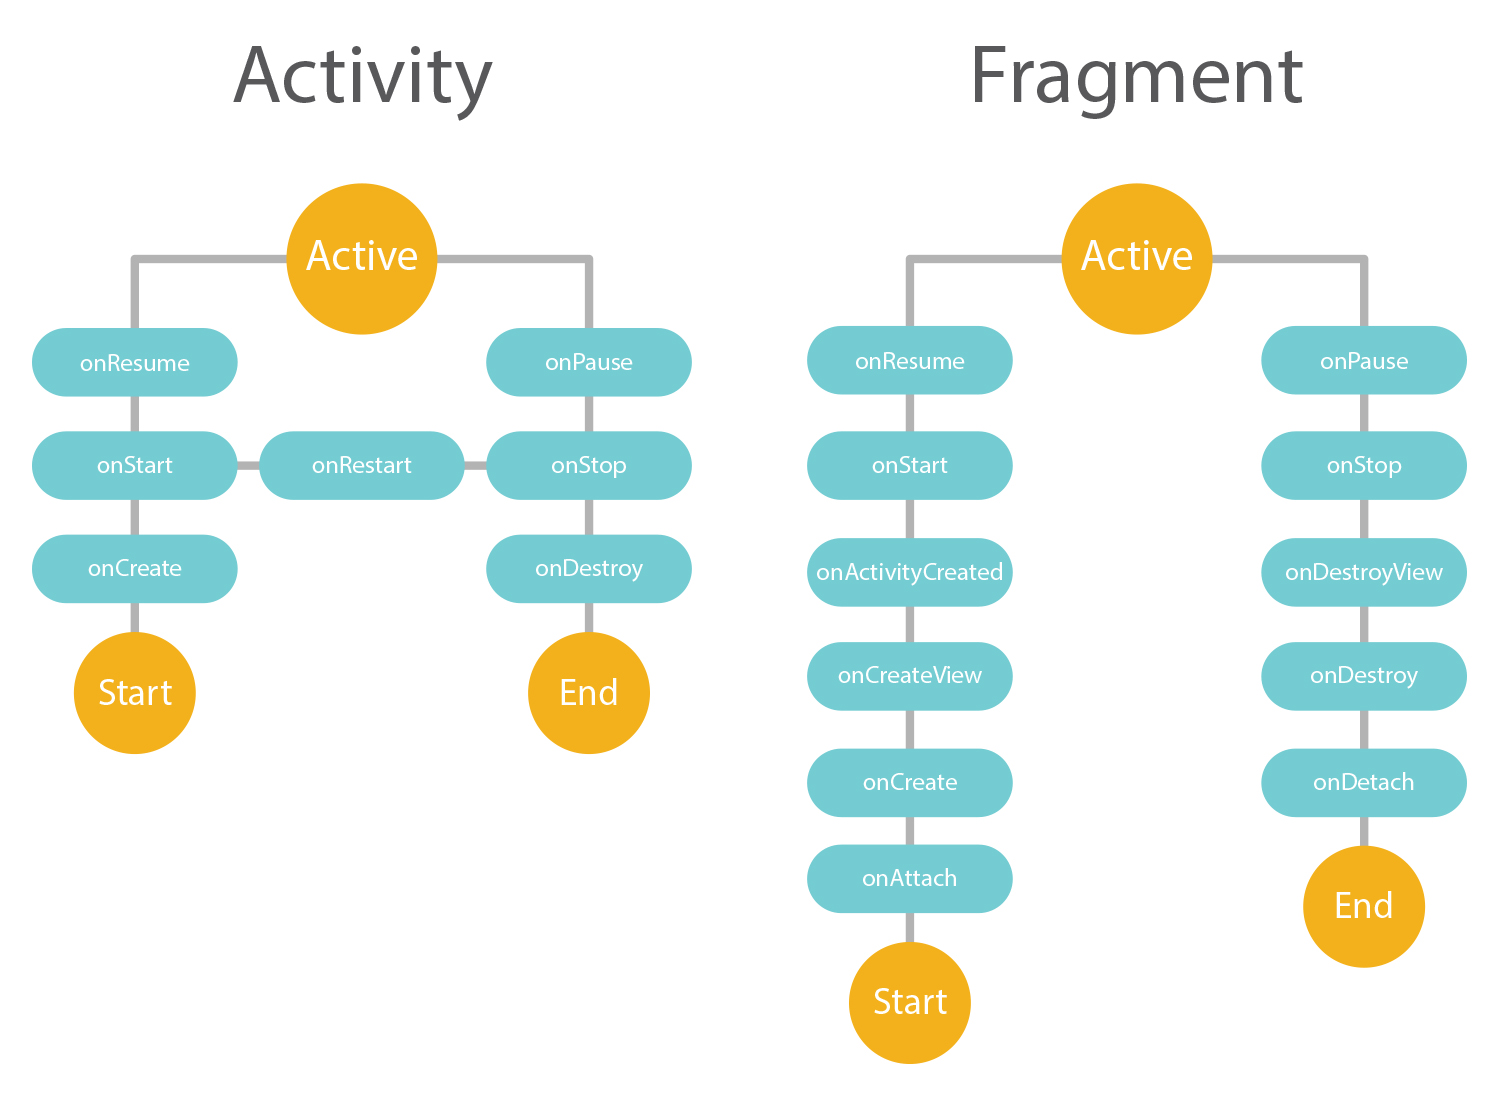 Activity
Active
onResume
onPause
onStart
onRestart
onStop
onCreate
onDestroy
Start
End
Fragment
Active
onResume
onPause
onStart
onStop
onActivityCreated
onDestroyView
onCreateView
onDestroy
onCreate
onDetach
onAttach
End
Start